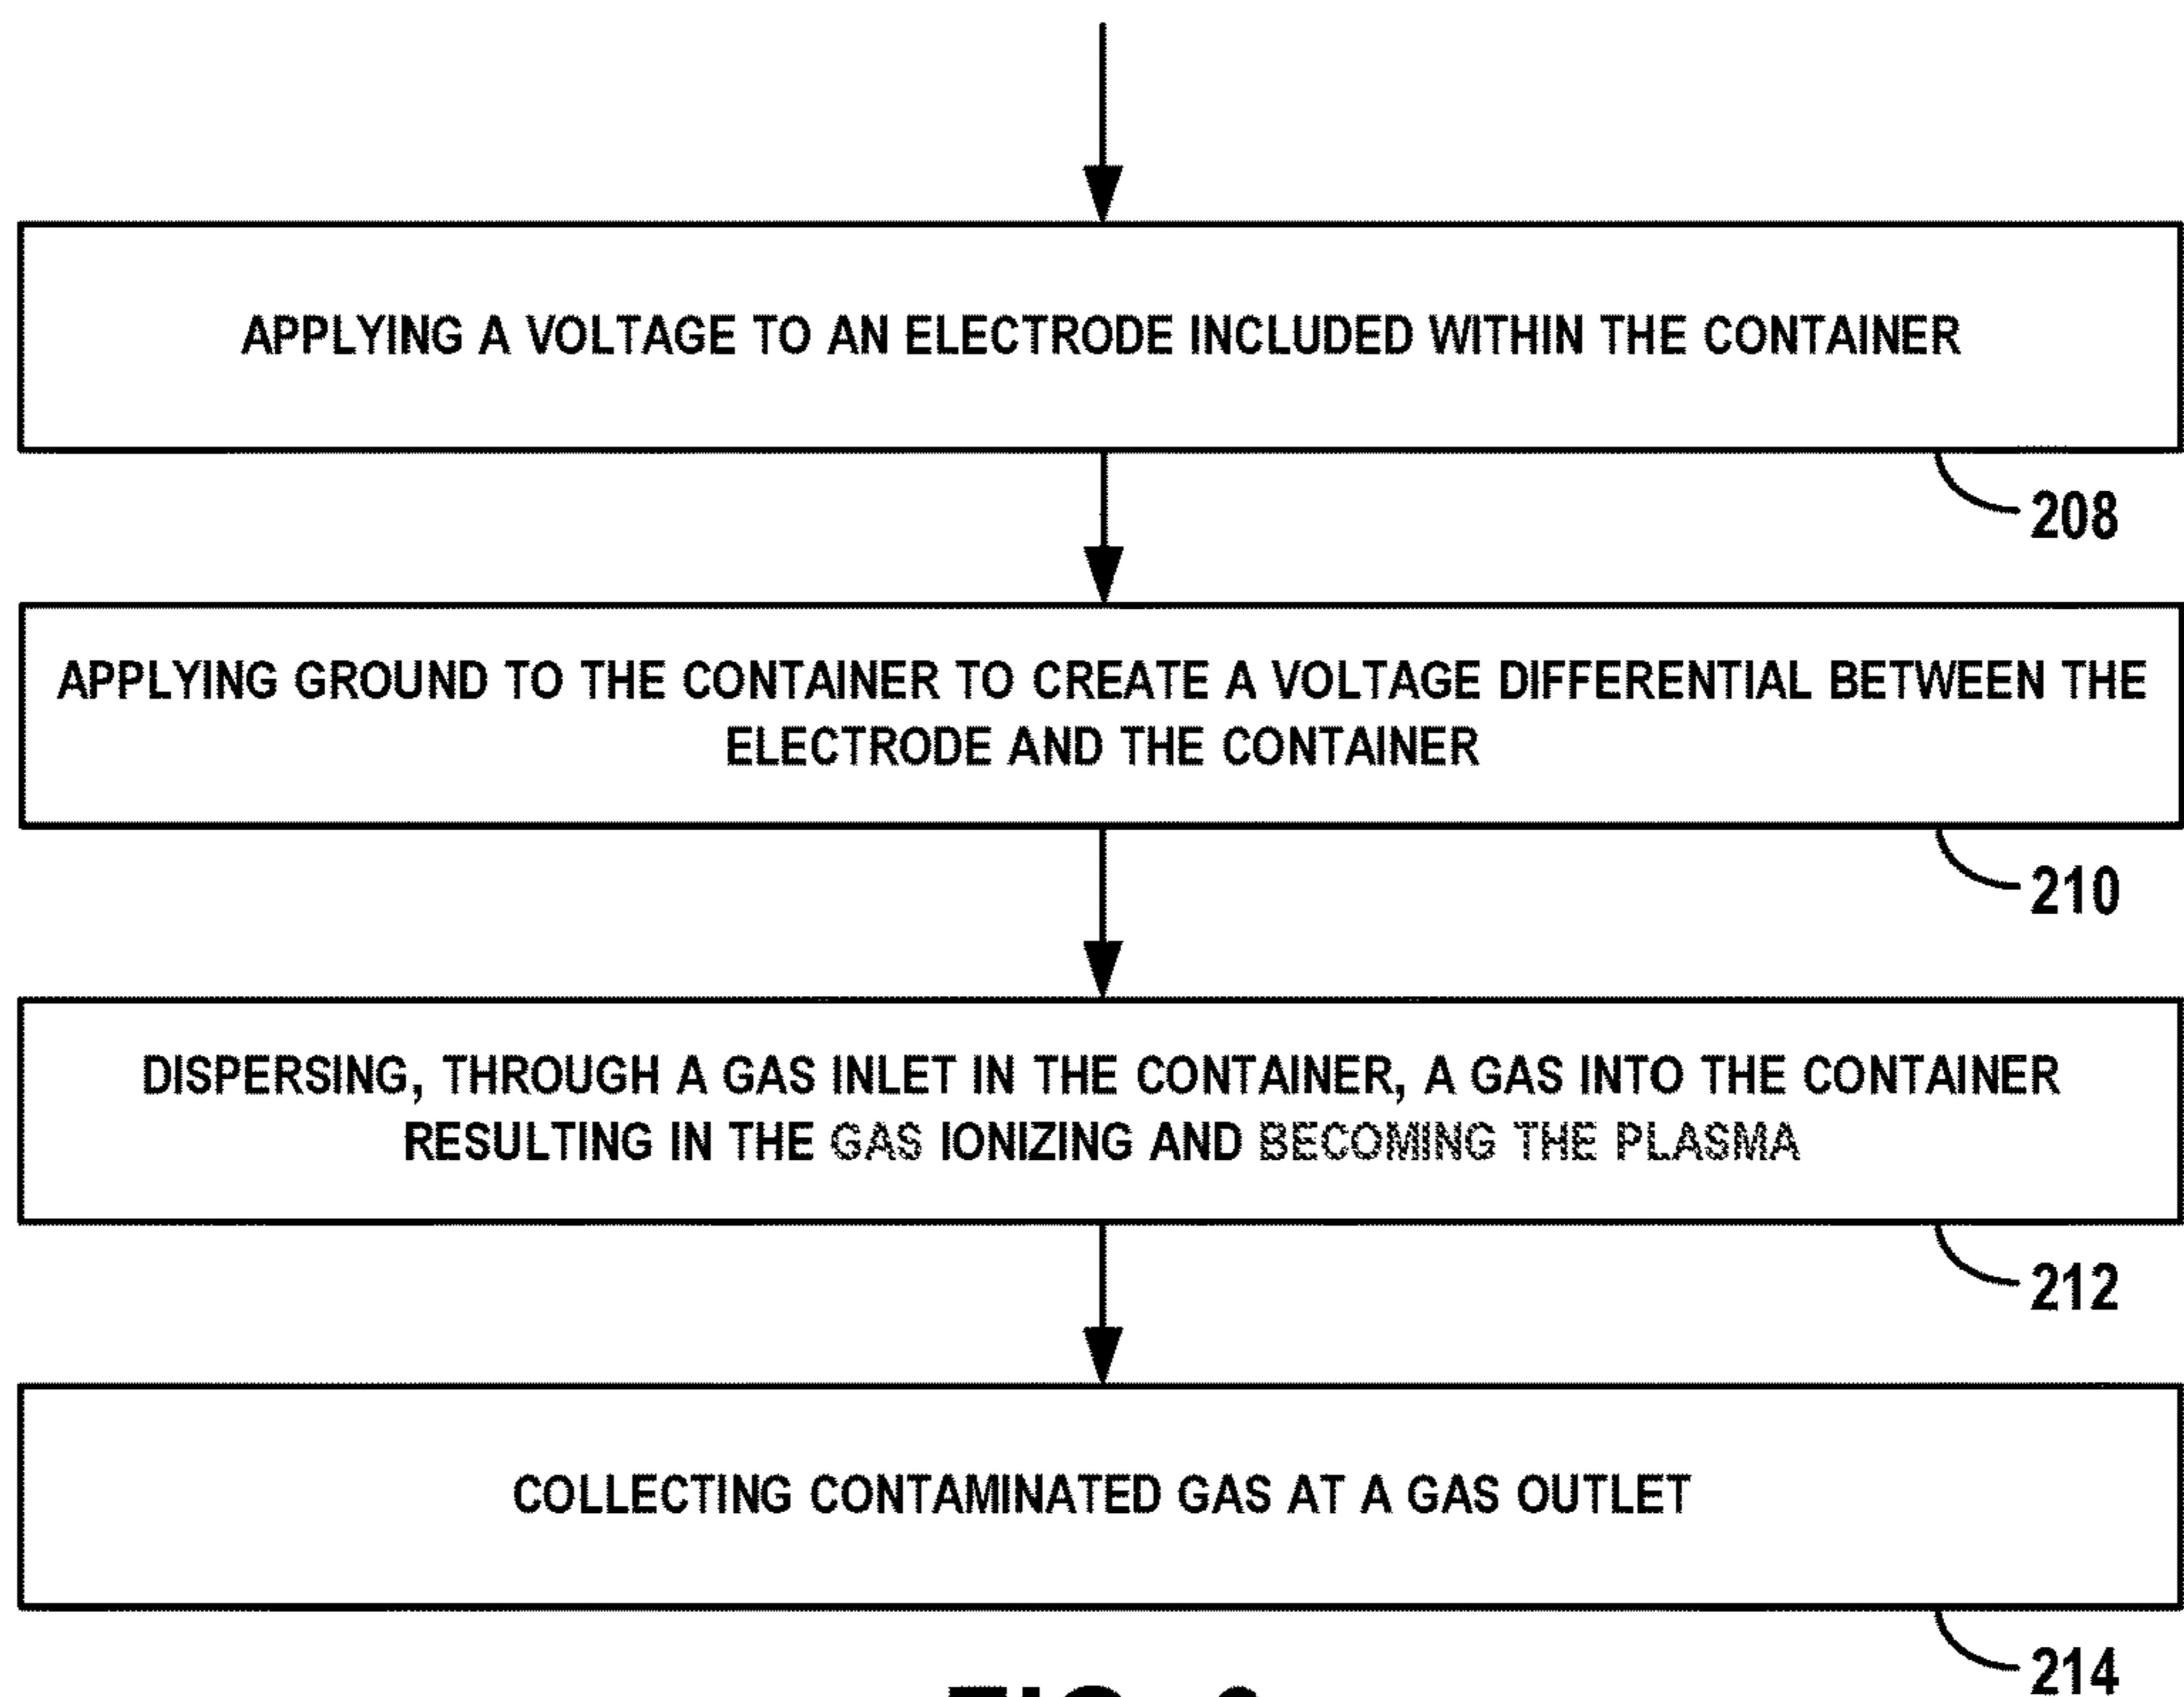 APPLYING A VOLTAGE TO AN ELECTRODE INCLUDED WITHIN THE CONTAINER
208
APPLYING GROUND TO THE CONTAINER TO CREATE A VOLTAGE DIFFERENTIAL BETWEEN THE
ELECTRODE AND THE CONTAINER
210
DISPERSING, THROUGH A GAS INLET IN THE CONTAINER, A GAS INTO THE CONTAINER
RESULTING IN THE GAS IONIZING AND BECOMING THE PLASMA
212
COLLECTING CONTAMINATED GAS AT A GAS OUTLET
214